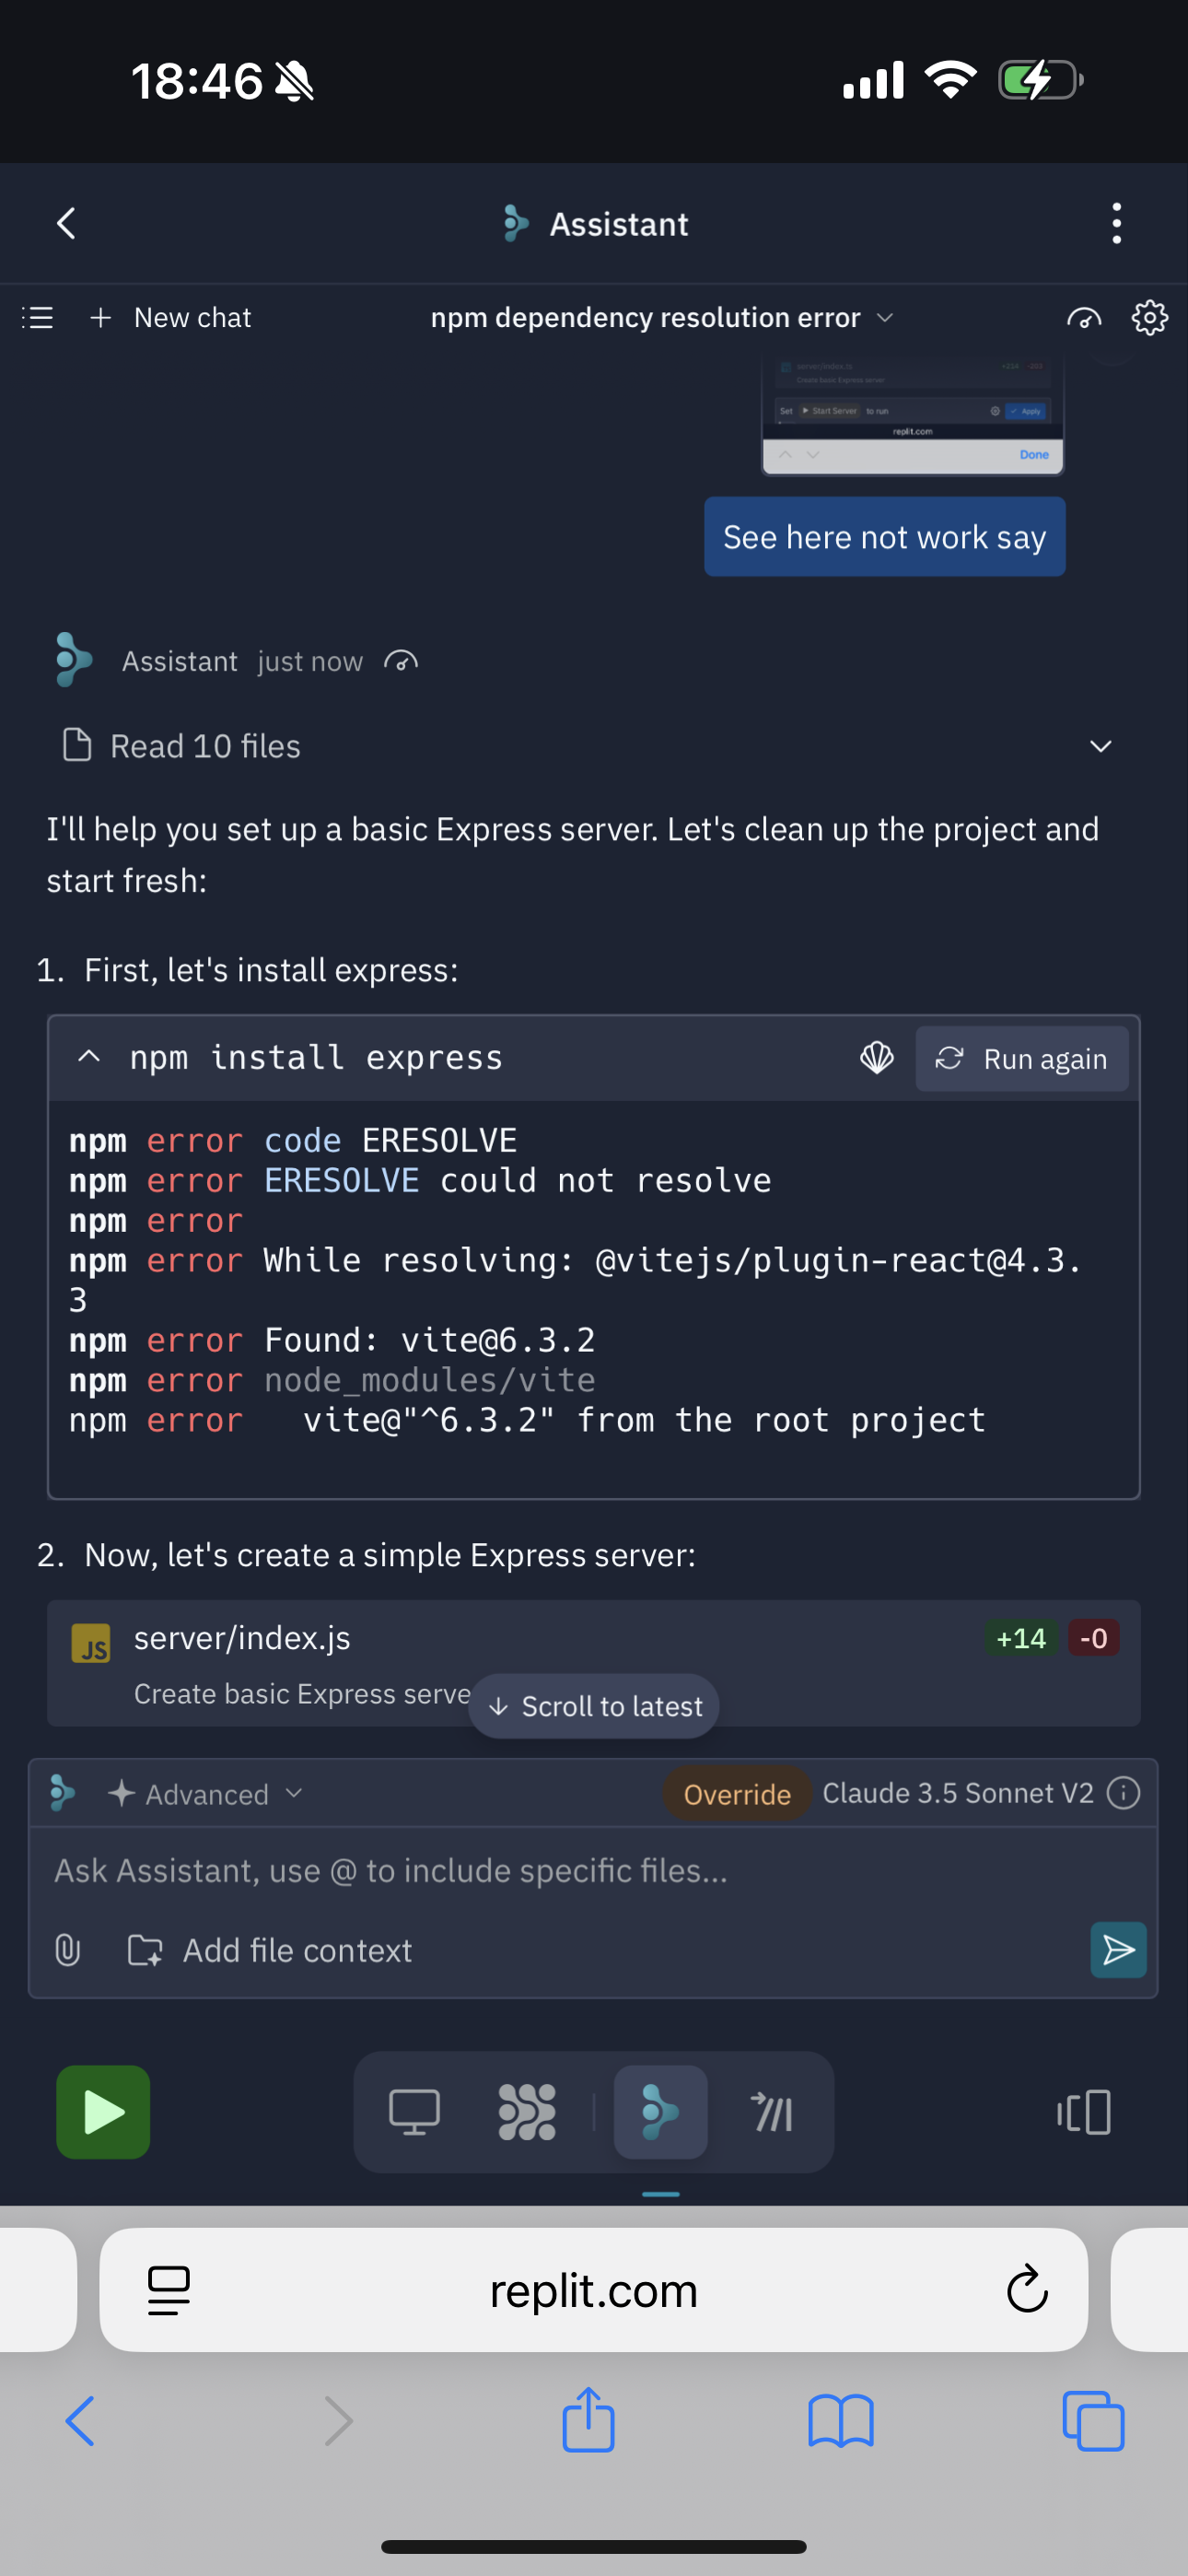 18:46
Assistant
New chat
npm dependency resolution error
server/index.ts +214 -203
Create basic Express server
Set Start Server to run Apply
replit.com
Done
See here not work say
Assistant just now
Read 10 files
I'll help you set up a basic Express server. Let's clean up the project and
start fresh:
1. First, let's install express:
npm install express
Run again
npm error code ERESOLVE
npm error ERESOLVE could not resolve
npm error
npm error While resolving: @vitejs/plugin-react@4.3.
3
npm error Found: vite@6.3.2
npm error node_modules/vite
npm error   vite@"^6.3.2" from the root project
2. Now, let's create a simple Express server:
JS server/index.js +14 -0
Create basic Express serve
Scroll to latest
Advanced
Override
Claude 3.5 Sonnet V2
Ask Assistant, use @ to include specific files...
Add file context
replit.com